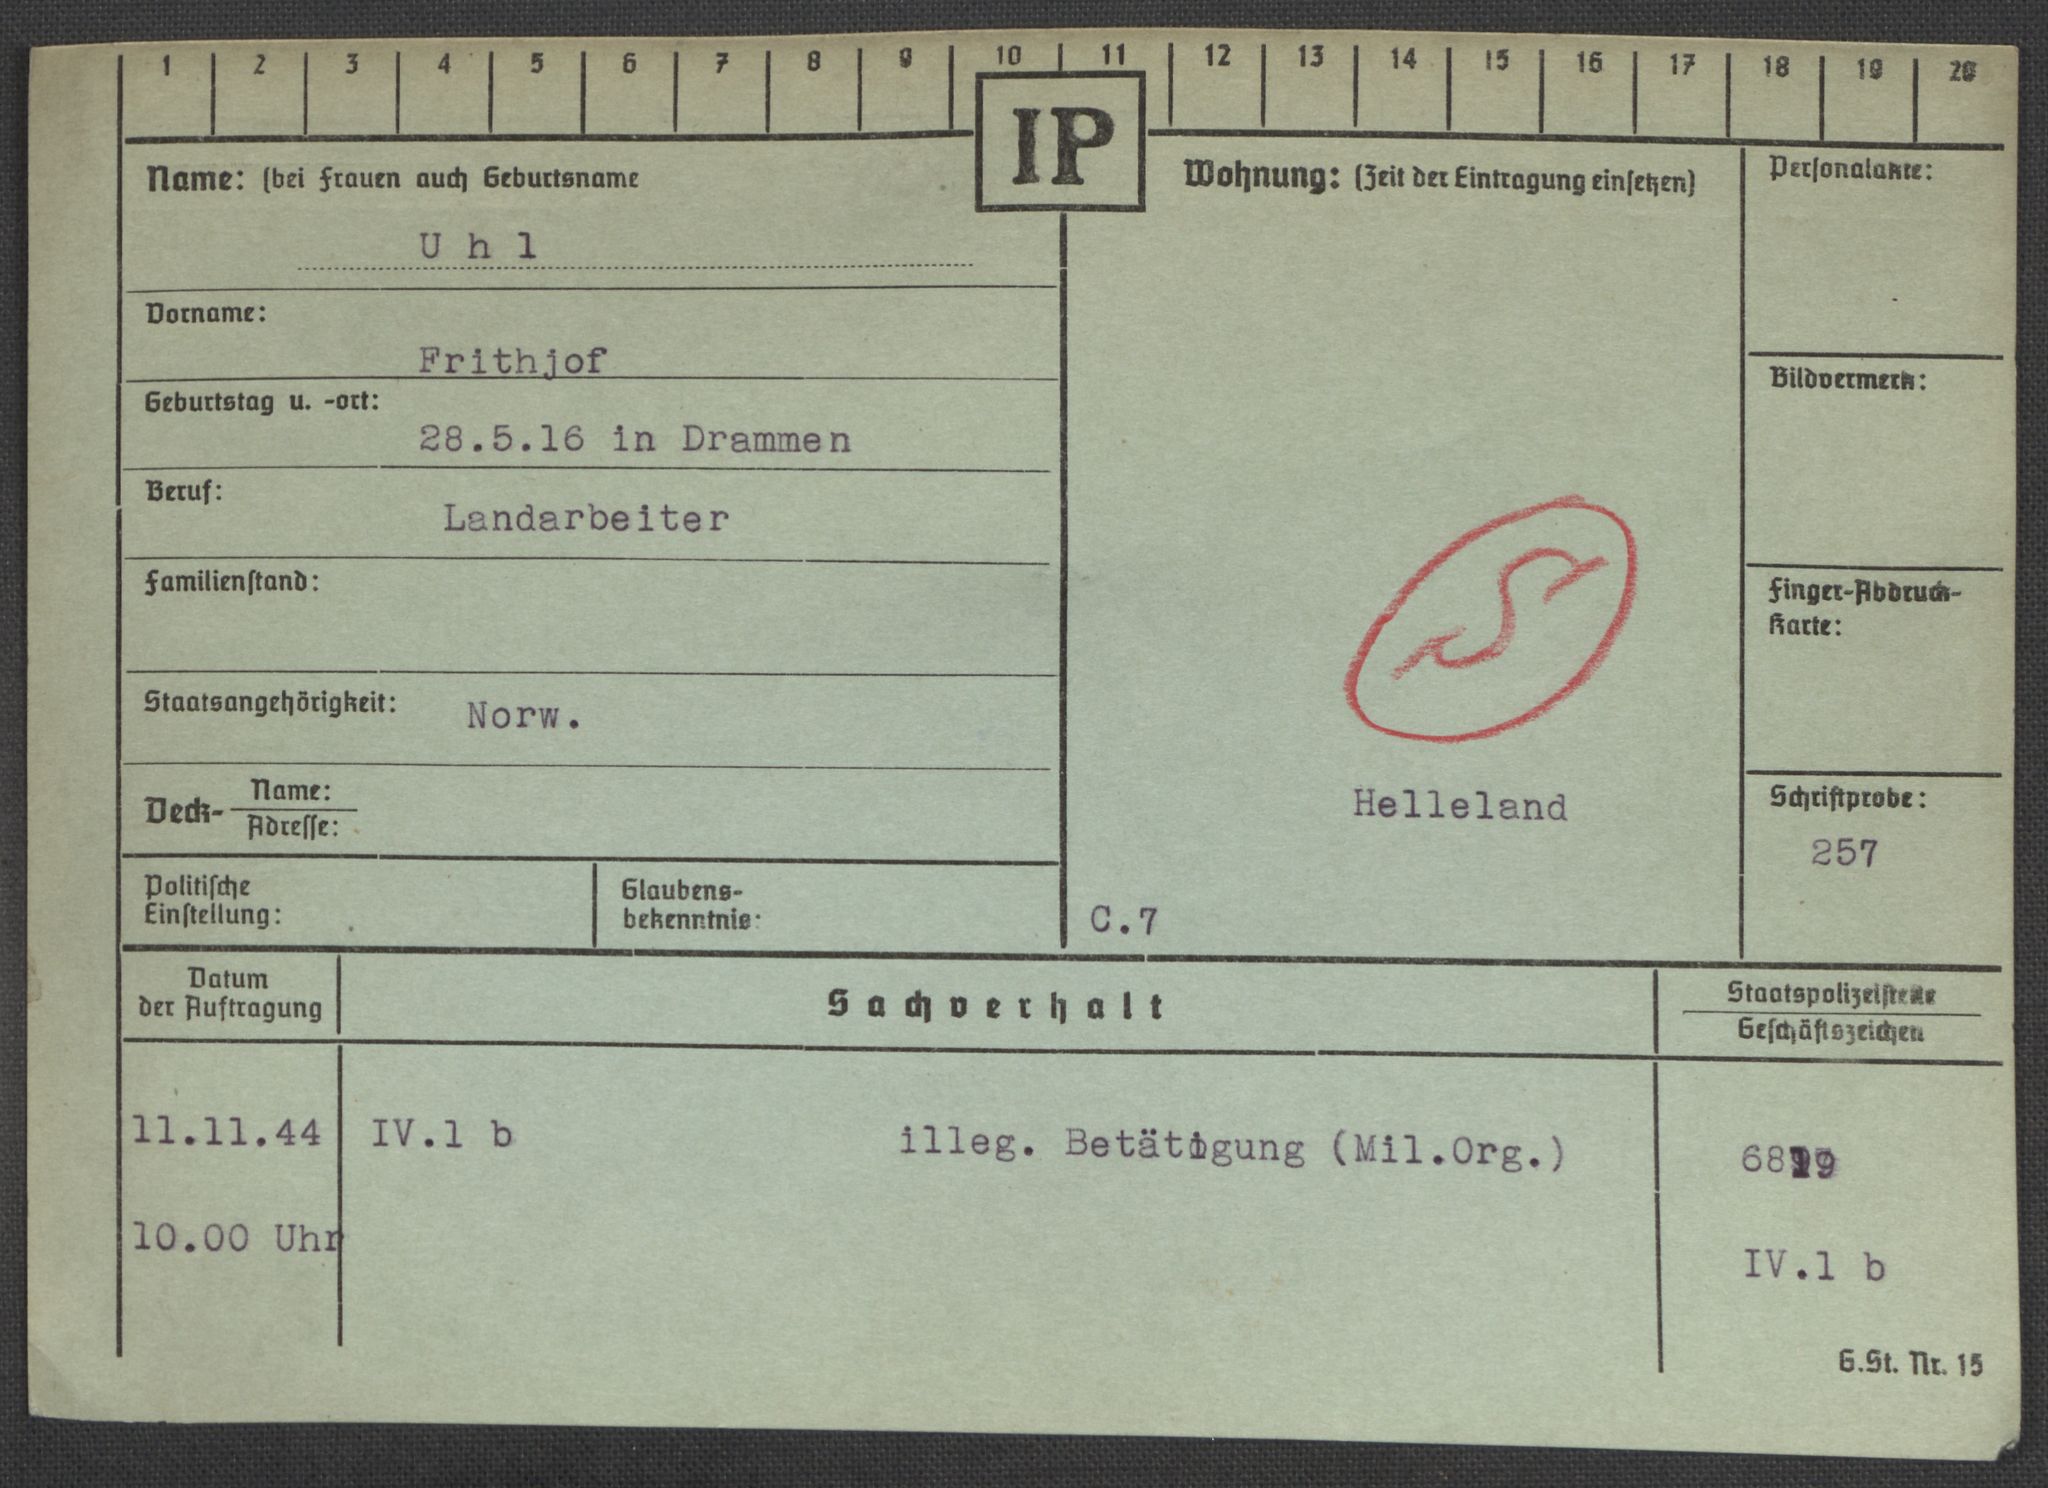 1 2 3 4 5 6 7 8 9 10 11 12 13 14 15 16 17 18 19 20
IP
Name: (bei Frauen auch Geburtsname
U h l
Vorname:
Frithjof
Geburtstag u. -ort:
28.5.16 in Drammen
Beruf:
Landarbeiter
Familienstand:
Staatsangehörigkeit:
Norw.
Deck- Name:
Adresse:
Politische
Einstellung:
Glaubens-
bekenntnis:
Wohnung: (Zeit der Eintragung einsetzen)
S
Helleland
C.7
Personalakte:
Bildvermerk:
Finger-Abdruck-
Karte:
Schriftprobe:
257
Datum
der Auftragung
Sachverhalt
Staatspolizeistelle
Geschäftszeichen
11.11.44 IV.1 b illeg. Betätigung (Mil.Org.)
10.00 Uhr
IV.1 b
G.St. Nr. 15